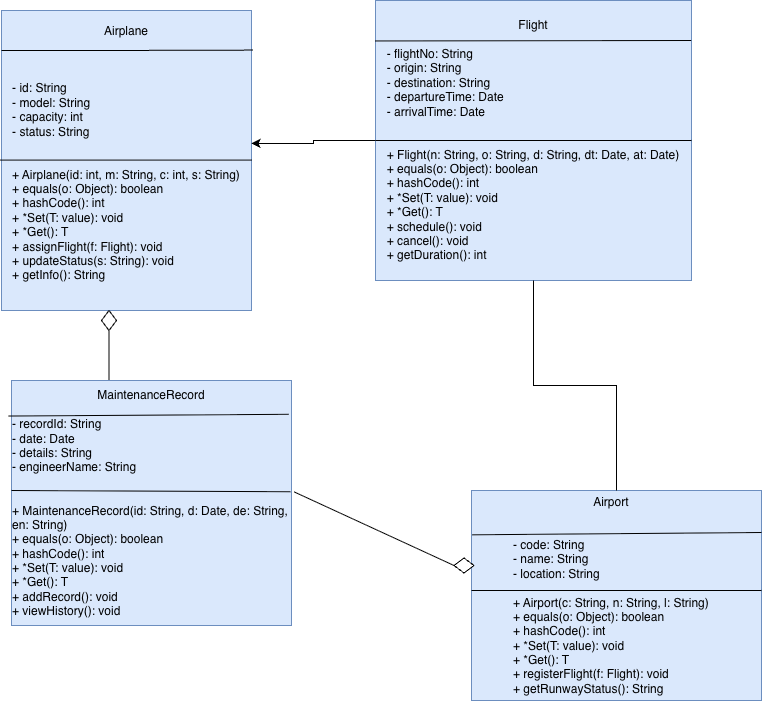 Airplane
- id: String
- model: String
- capacity: int
- status: String
+ Airplane(id: int, m: String, c: int, s: String)
+ equals(o: Object): boolean
+ hashCode(): int
+ *Set(T: value): void
+ *Get(): T
+ assignFlight(f: Flight): void
+ updateStatus(s: String): void
+ getInfo(): String
Flight
- flightNo: String
- origin: String
- destination: String
- departureTime: Date
- arrivalTime: Date
+ Flight(n: String, o: String, d: String, dt: Date, at: Date)
+ equals(o: Object): boolean
+ hashCode(): int
+ *Set(T: value): void
+ *Get(): T
+ schedule(): void
+ cancel(): void
+ getDuration(): int
MaintenanceRecord
- recordId: String
- date: Date
- details: String
- engineerName: String
+ MaintenanceRecord(id: String, d: Date, de: String,
en: String)
+ equals(o: Object): boolean
+ hashCode(): int
+ *Set(T: value): void
+ *Get(): T
+ addRecord(): void
+ viewHistory(): void
Airport
- code: String
- name: String
- location: String
+ Airport(c: String, n: String, l: String)
+ equals(o: Object): boolean
+ hashCode(): int
+ *Set(T: value): void
+ *Get(): T
+ registerFlight(f: Flight): void
+ getRunwayStatus(): String